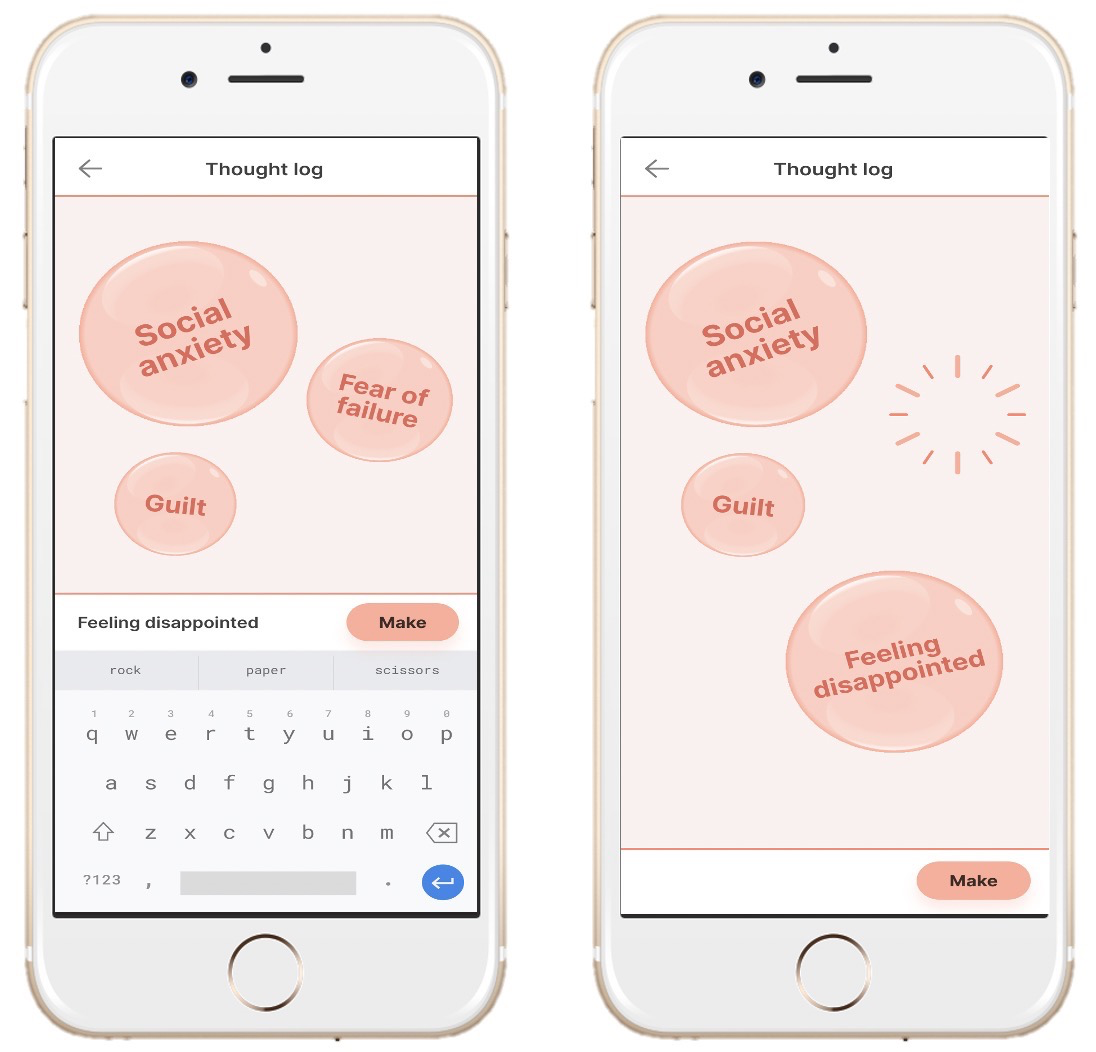 Thought log
Social
anxiety
Fear of
failure
Guilt
Feeling disappointed
Make
rock paper scissors
1 2 3 4 5 6 7 8 9 0
q w e r t y u i o p
a s d f g h j k l
z x c v b n m
?123 , .
Thought log
Social
anxiety
Guilt
Feeling
disappointed
Make